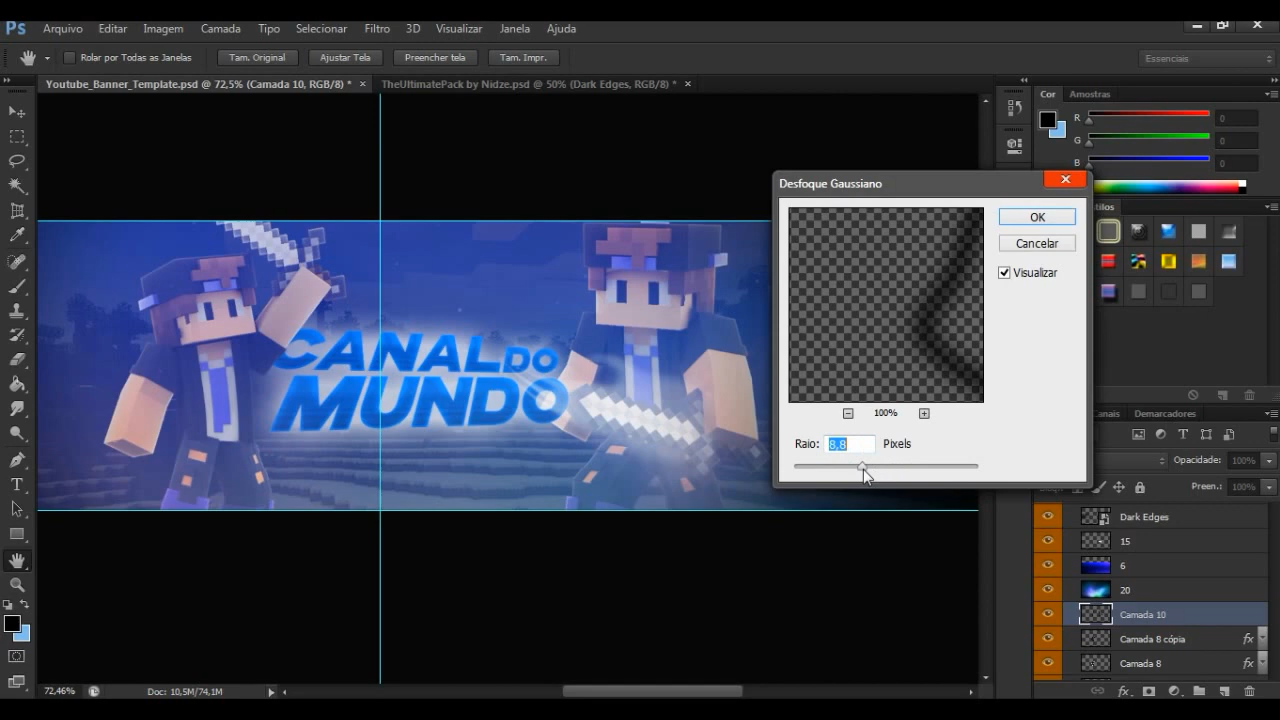 Ps Arquivo Editar Imagem Camada Tipo Selecionar Filtro 3D Visualizar Janela Ajuda
Rolar por Todas as Janelas Tam. Original Ajustar Tela Preencher tela Tam. Impr. Essenciais
Youtube_Banner_Template.psd @ 72,5% (Camada 10, RGB/8) * × TheUltimatePack by Nidze.psd @ 50% (Dark Edges, RGB/8) * ×
Cor Amostras
R 0
G 0
B 0
Desfoque Gaussiano
OK
Cancelar
Visualizar
100%
Raio: 8,8 Pixels
CANAL DO
MUNDO
Demarcadores
Opacidade: 100%
Preen.: 100%
Dark Edges
15
6
20
Camada 10
Camada 8 cópia fx
Camada 8 fx
72,46% Doc: 10,5M/74,1M